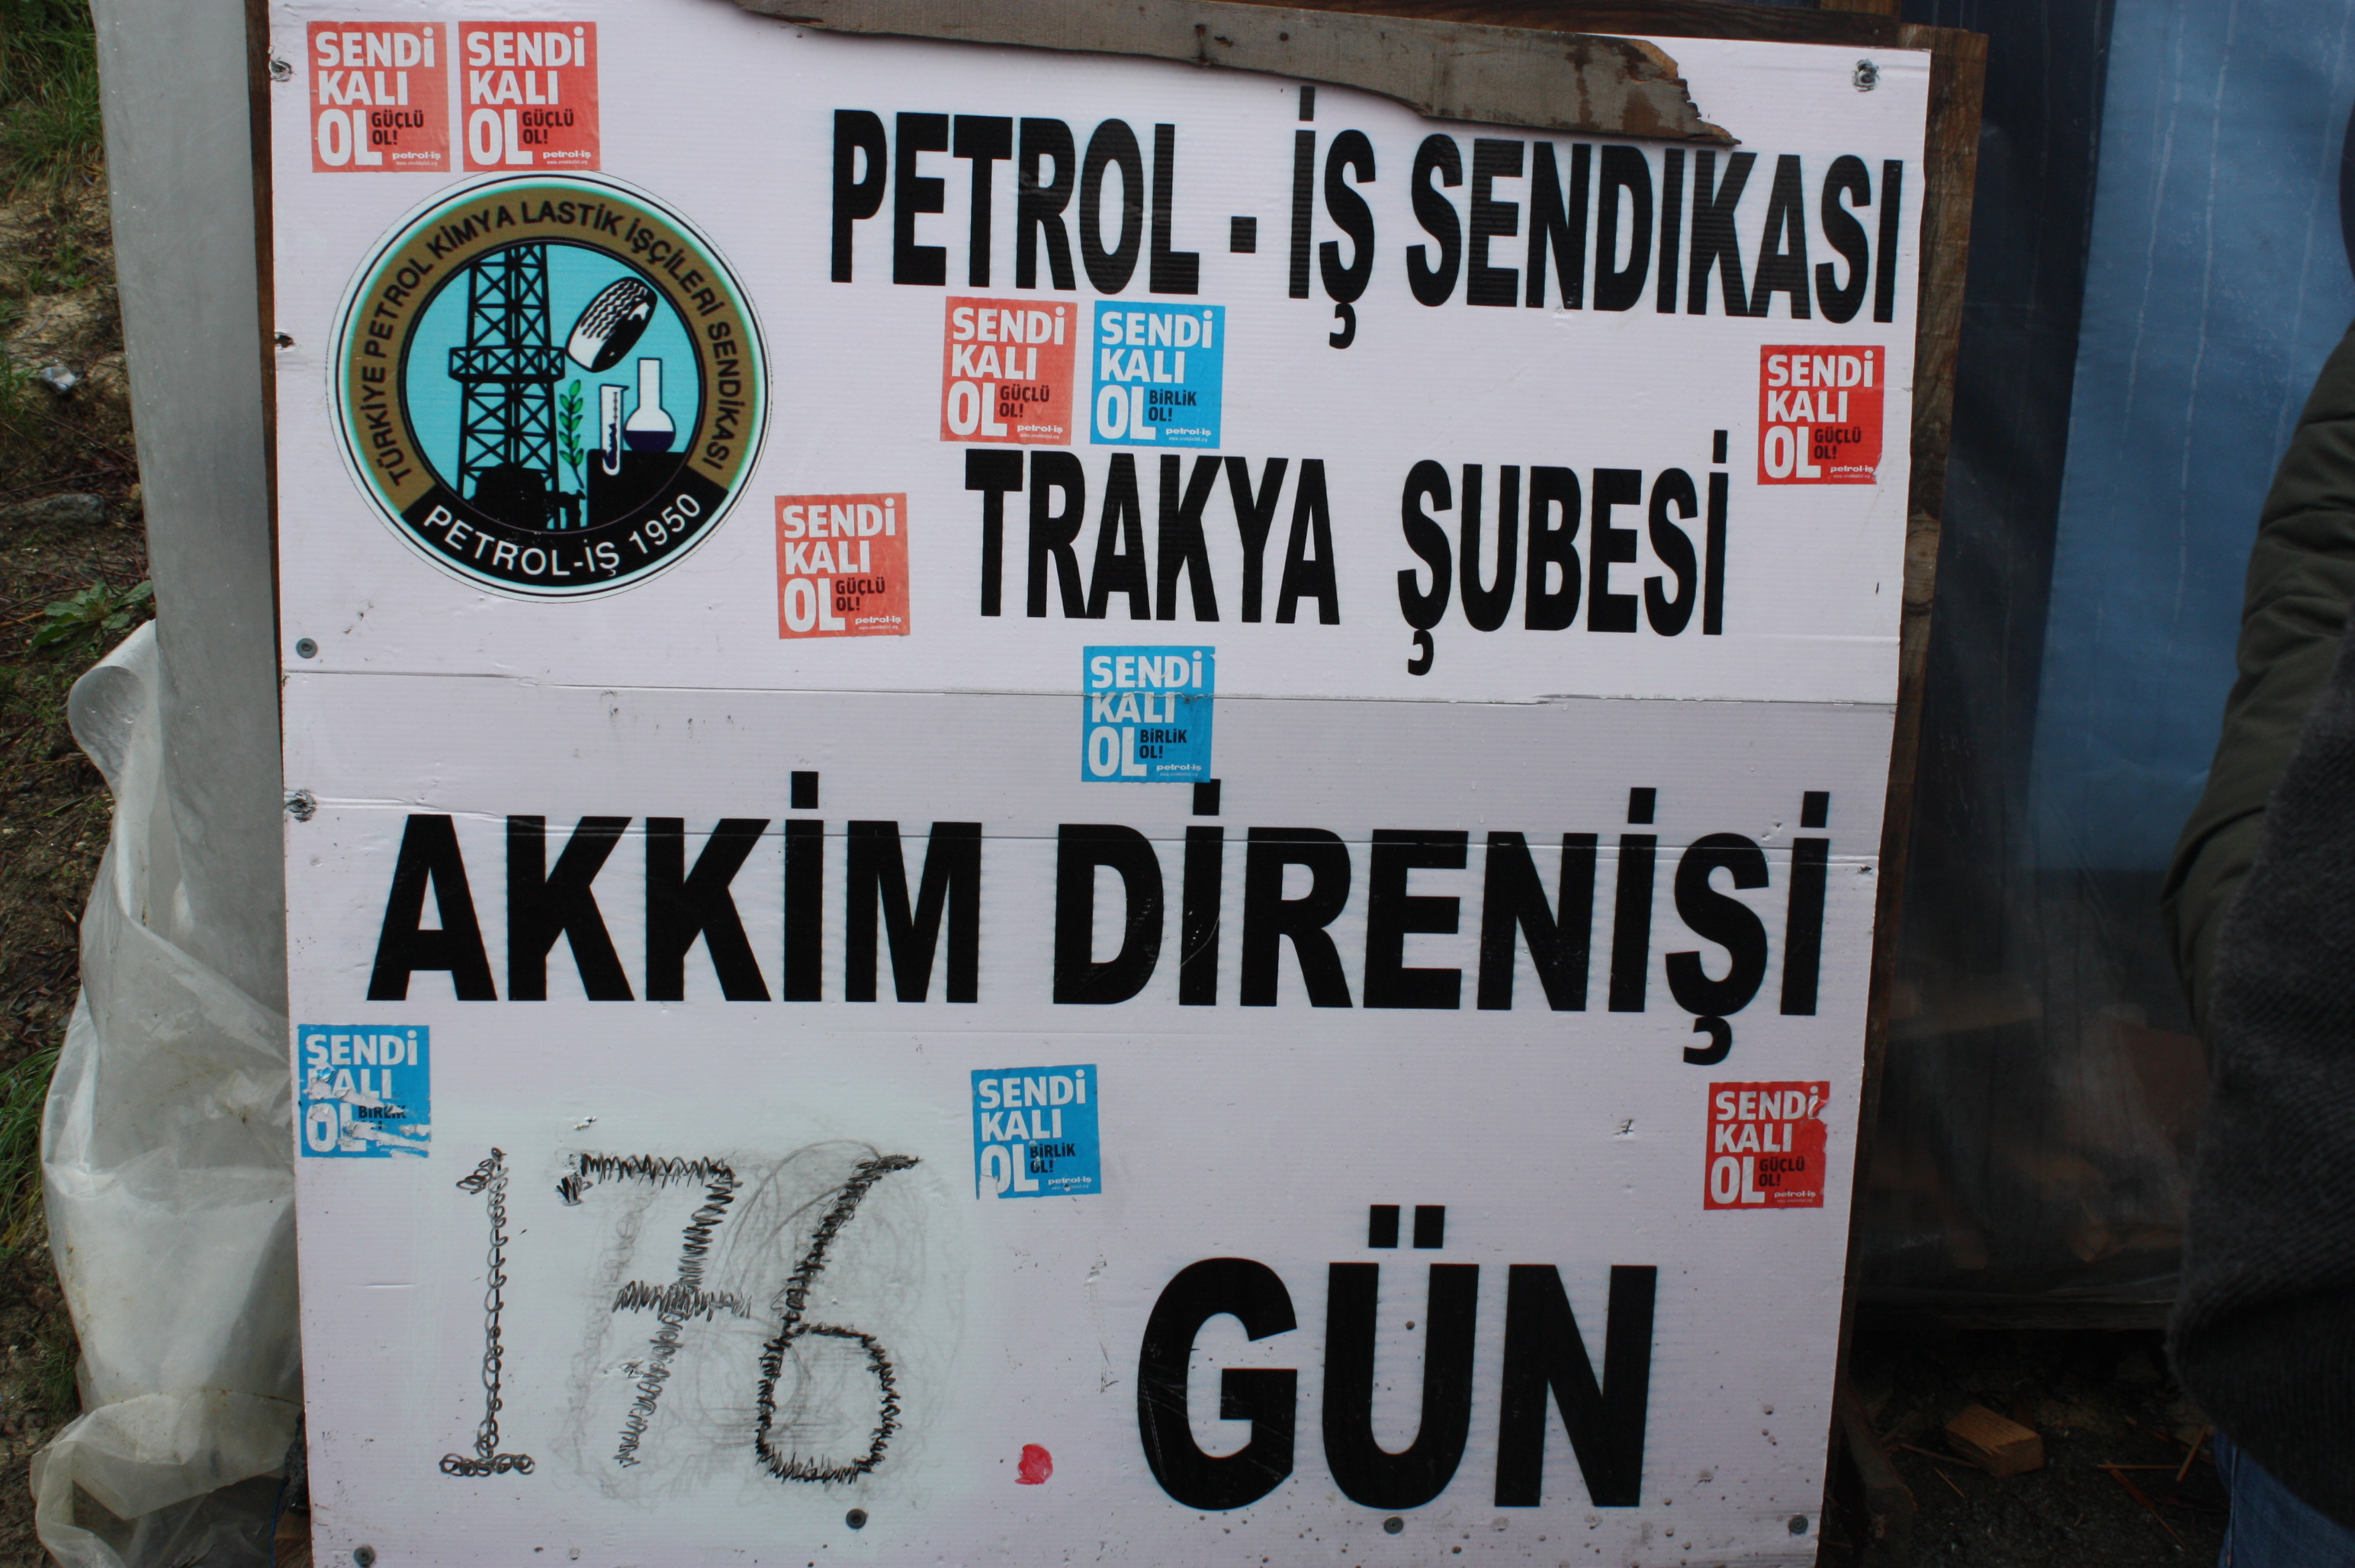 SENDİ
KALI
OL GÜÇLÜ
OL!
petrol-iş
SENDİ
KALI
OL GÜÇLÜ
OL!
petrol-iş
TÜRKİYE PETROL KİMYA LASTİK İŞÇİLERİ SENDİKASI
PETROL-İŞ 1950
PETROL - İŞ SENDIKASI
SENDİ
KALI
OL GÜÇLÜ
OL!
petrol-iş
SENDİ
KALI
OL BİRLİK
OL!
petrol-iş
SENDİ
KALI
OL GÜÇLÜ
OL!
petrol-iş
TRAKYA ŞUBESİ
SENDİ
KALI
OL GÜÇLÜ
OL!
petrol-iş
SENDİ
KALI
OL BİRLİK
OL!
petrol-iş
AKKİM DİRENİŞİ
SENDİ
KALI
OL BİRLİK
SENDİ
KALI
OL BİRLİK
OL!
petrol-iş
SENDİ
KALI
OL GÜÇLÜ
OL!
petrol-iş
176 . GÜN